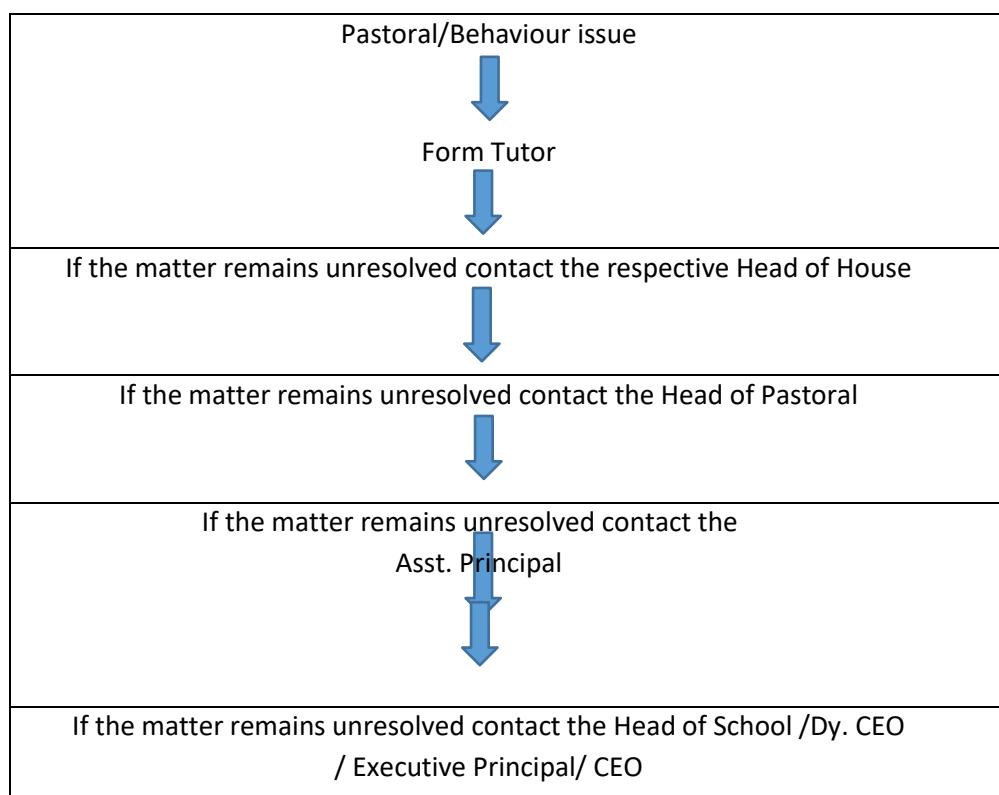 Pastoral/Behaviour issue
Form Tutor
If the matter remains unresolved contact the respective Head of House
If the matter remains unresolved contact the Head of Pastoral
If the matter remains unresolved contact the
Asst. Principal
If the matter remains unresolved contact the Head of School /Dy. CEO
/ Executive Principal/ CEO